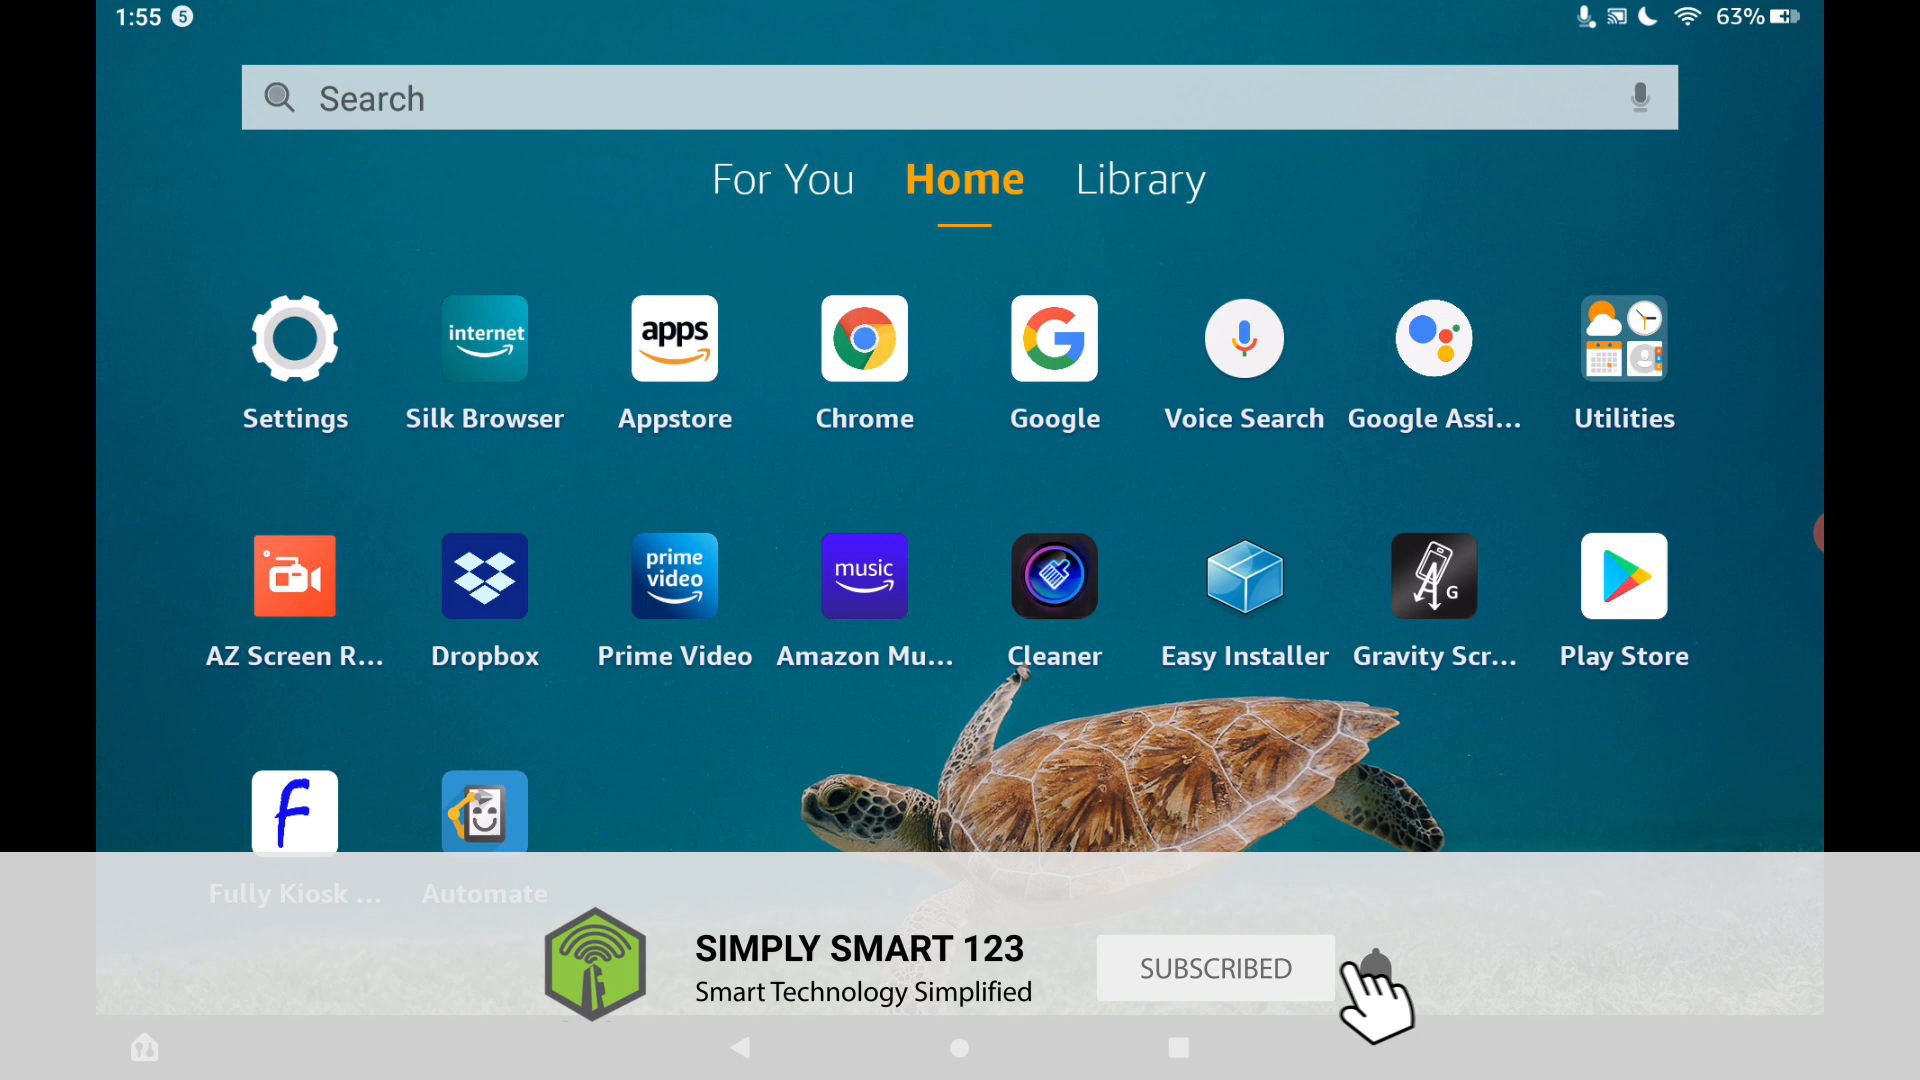 1:55 5
63%
Search
For You Home Library
internet
apps
Settings Silk Browser Appstore Chrome Google Voice Search Google Assi... Utilities
prime
video
music
G
AZ Screen R... Dropbox Prime Video Amazon Mu... Cleaner Easy Installer Gravity Scr... Play Store
f
Fully Kiosk ... Automate
SIMPLY SMART 123
Smart Technology Simplified
SUBSCRIBED